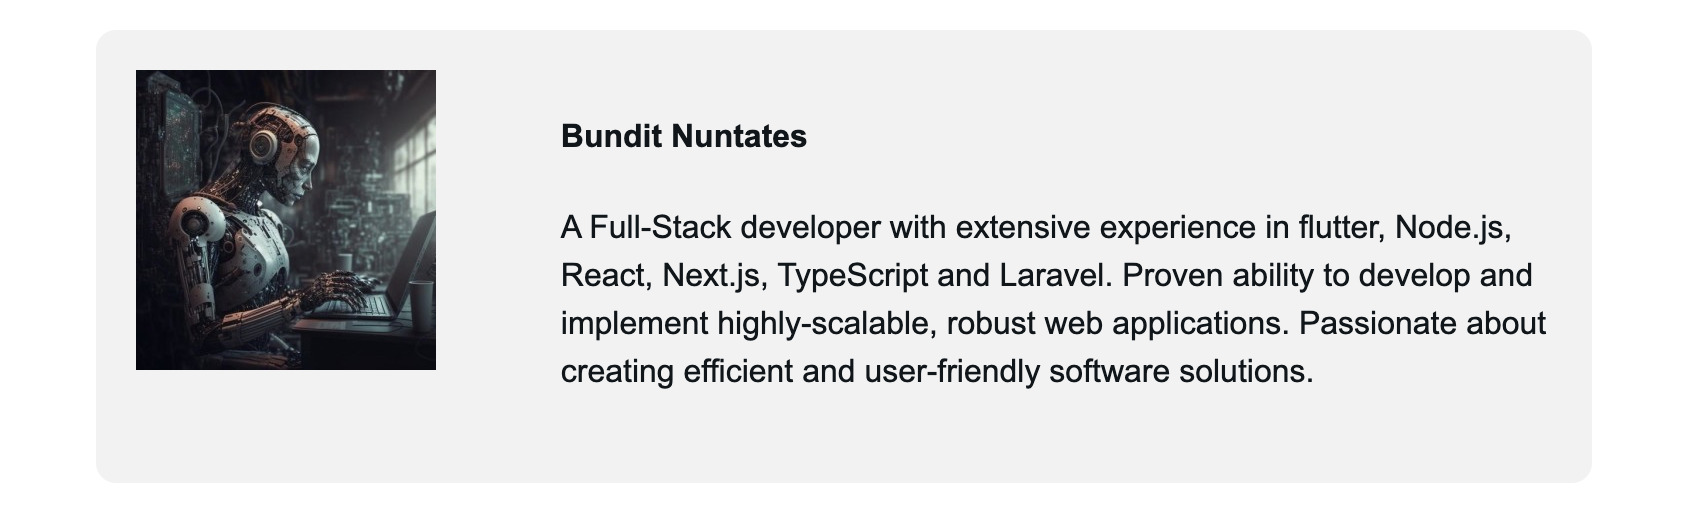 Bundit Nuntates
A Full-Stack developer with extensive experience in flutter, Node.js,
React, Next.js, TypeScript and Laravel. Proven ability to develop and
implement highly-scalable, robust web applications. Passionate about
creating efficient and user-friendly software solutions.